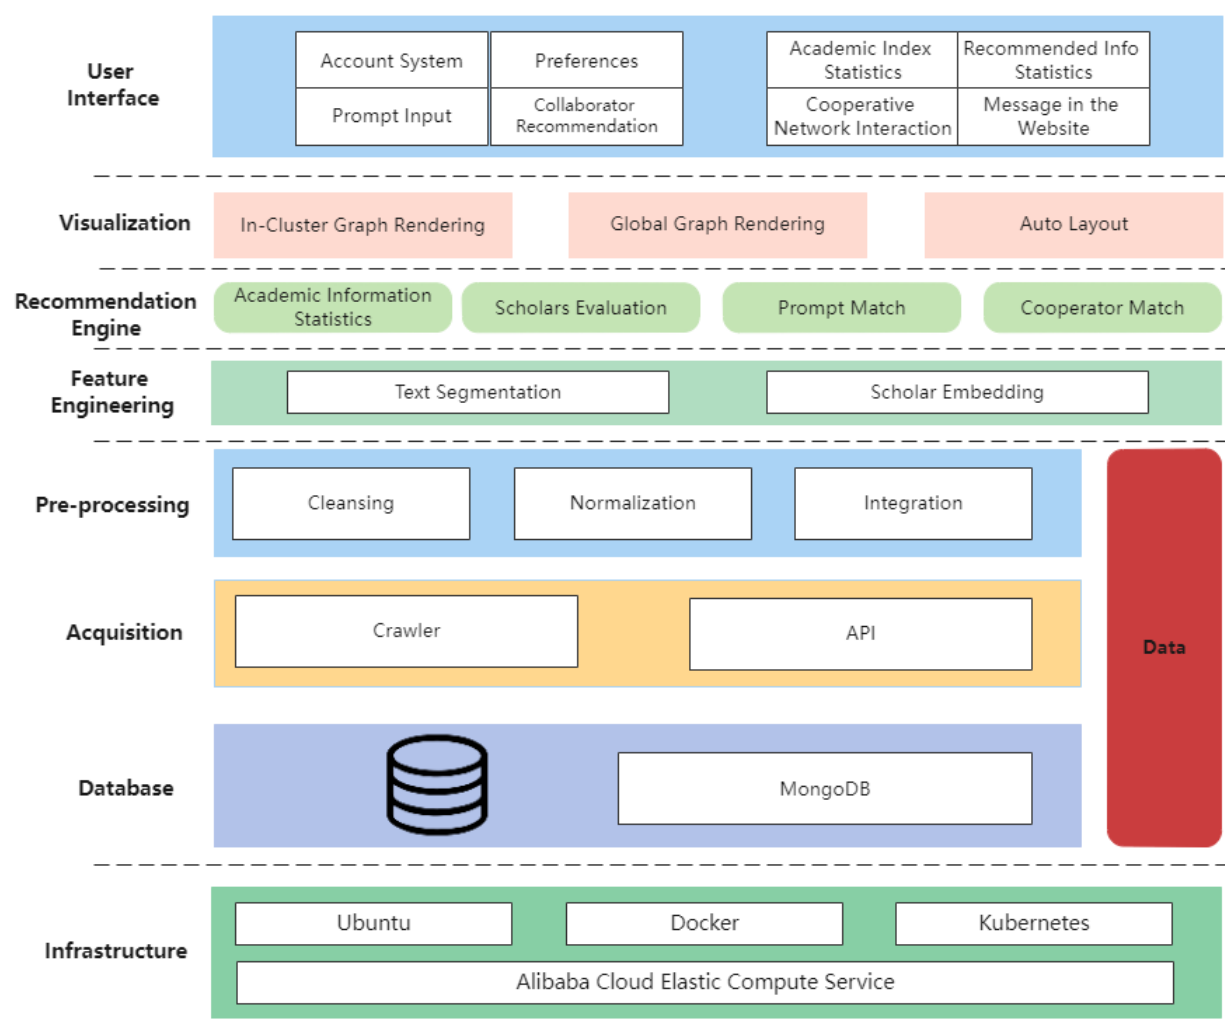 User
Interface
Account System
Preferences
Prompt Input
Collaborator
Recommendation
Academic Index
Statistics
Recommended Info
Statistics
Cooperative
Network Interaction
Message in the
Website
Visualization
In-Cluster Graph Rendering
Global Graph Rendering
Auto Layout
Recommendation
Engine
Academic Information
Statistics
Scholars Evaluation
Prompt Match
Cooperator Match
Feature
Engineering
Text Segmentation
Scholar Embedding
Pre-processing
Cleansing
Normalization
Integration
Acquisition
Crawler
API
Data
Database
MongoDB
Infrastructure
Ubuntu
Docker
Kubernetes
Alibaba Cloud Elastic Compute Service